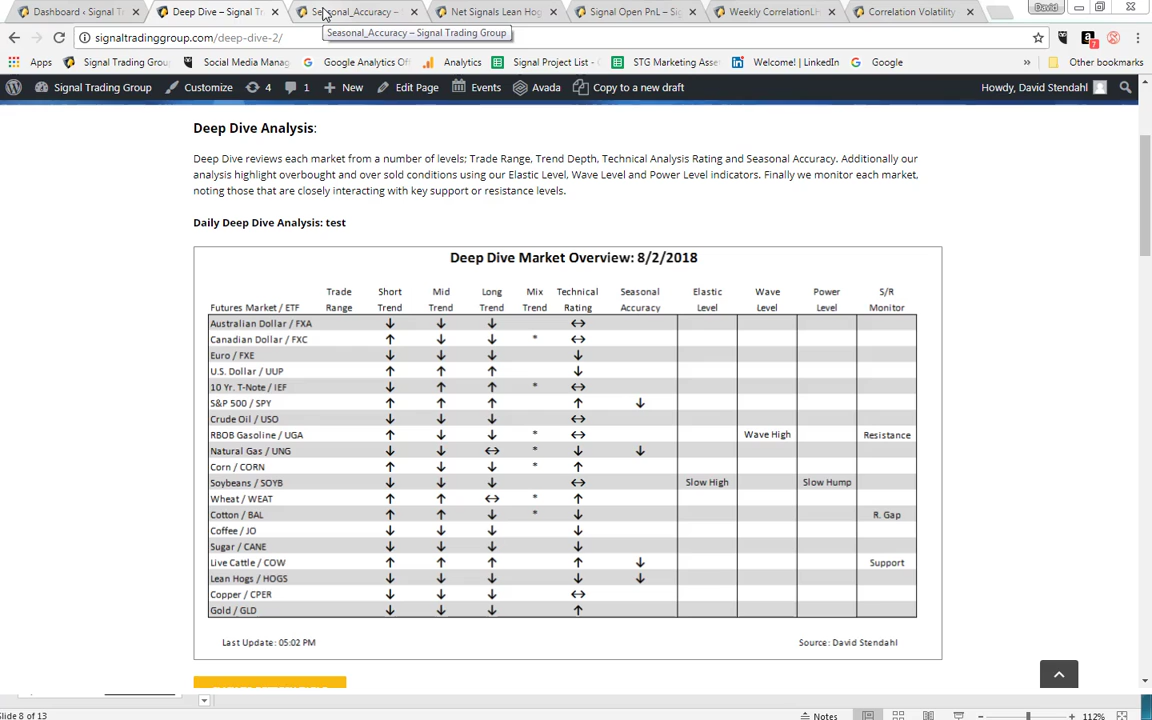 Dashboard ‹ Signal Tr
Deep Dive – Signal Tr
Seasonal_Accuracy –
Net Signals Lean Hog
Signal Open PnL – Sig
Weekly CorrelationLH
Correlation Volatility
David
signaltradinggroup.com/deep-dive-2/
Seasonal_Accuracy – Signal Trading Group
7
Apps
Signal Trading Grou
Social Media Manag
Google Analytics Of
Analytics
Signal Project List -
STG Marketing Asse
Welcome! | LinkedIn
Google
»
Other bookmarks
Signal Trading Group
Customize
4
1
New
Edit Page
Events
Avada
Copy to a new draft
Howdy, David Stendahl
Deep Dive Analysis:
Deep Dive reviews each market from a number of levels; Trade Range, Trend Depth, Technical Analysis Rating and Seasonal Accuracy. Additionally our
analysis highlight overbought and over sold conditions using our Elastic Level, Wave Level and Power Level indicators. Finally we monitor each market,
noting those that are closely interacting with key support or resistance levels.
Daily Deep Dive Analysis: test
Deep Dive Market Overview: 8/2/2018
Trade Short Mid Long Mix Technical Seasonal Elastic Wave Power S/R
Futures Market / ETF Range Trend Trend Trend Trend Rating Accuracy Level Level Level Monitor
Australian Dollar / FXA ↓ ↓ ↓ ↔
Canadian Dollar / FXC ↑ ↓ ↓ * ↔
Euro / FXE ↓ ↓ ↓ ↓
U.S. Dollar / UUP ↑ ↑ ↑ ↓
10 Yr. T-Note / IEF ↓ ↑ ↑ * ↔
S&P 500 / SPY ↑ ↑ ↑ ↑ ↓
Crude Oil / USO ↓ ↓ ↓ ↔
RBOB Gasoline / UGA ↑ ↓ ↓ * ↔ Wave High Resistance
Natural Gas / UNG ↓ ↓ ↔ * ↓ ↓
Corn / CORN ↑ ↓ ↓ * ↑
Soybeans / SOYB ↓ ↓ ↓ ↔ Slow High Slow Hump
Wheat / WEAT ↑ ↑ ↔ * ↑
Cotton / BAL ↑ ↑ ↓ * ↓ R. Gap
Coffee / JO ↓ ↓ ↓ ↓
Sugar / CANE ↓ ↓ ↓ ↓
Live Cattle / COW ↑ ↑ ↑ ↑ ↓ Support
Lean Hogs / HOGS ↓ ↓ ↓ ↓ ↓
Copper / CPER ↓ ↓ ↓ ↔
Gold / GLD ↓ ↓ ↓ ↑
Last Update: 05:02 PM
Source: David Stendahl
Slide 8 of 13
Notes
112%